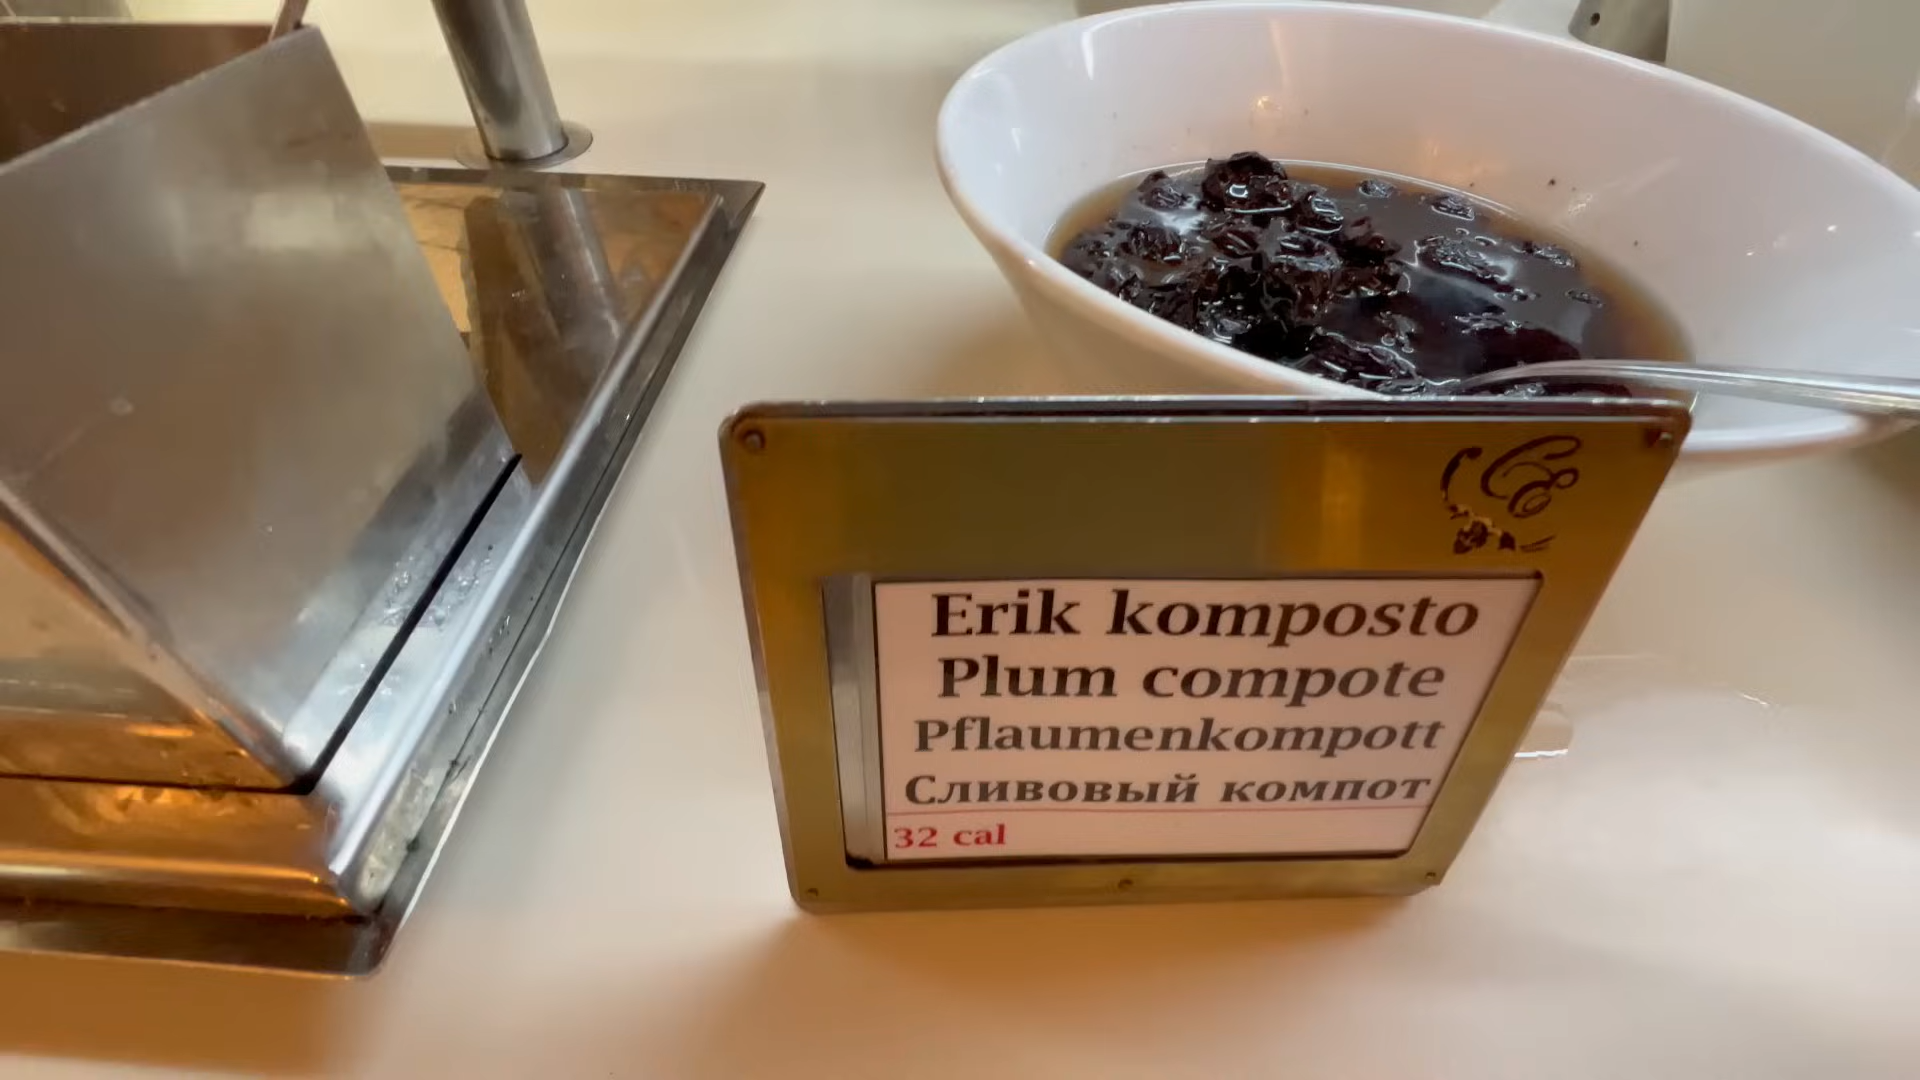 Erik komposto
Plum compote
Pflaumenkompott
Сливовый компот
32 cal